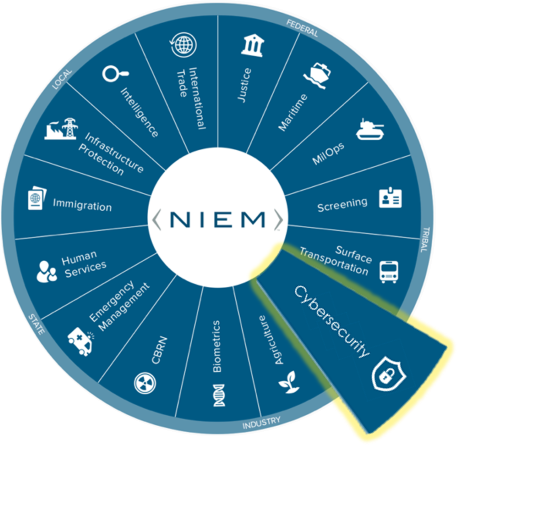 FEDERAL
TRIBAL
INDUSTRY
STATE
LOCAL
⟨NIEM⟩
Justice
Maritime
MilOps
Screening
Surface
Transportation
Cybersecurity
Agriculture
Biometrics
CBRN
Emergency
Management
Human
Services
Immigration
Infrastructure
Protection
Intelligence
International
Trade